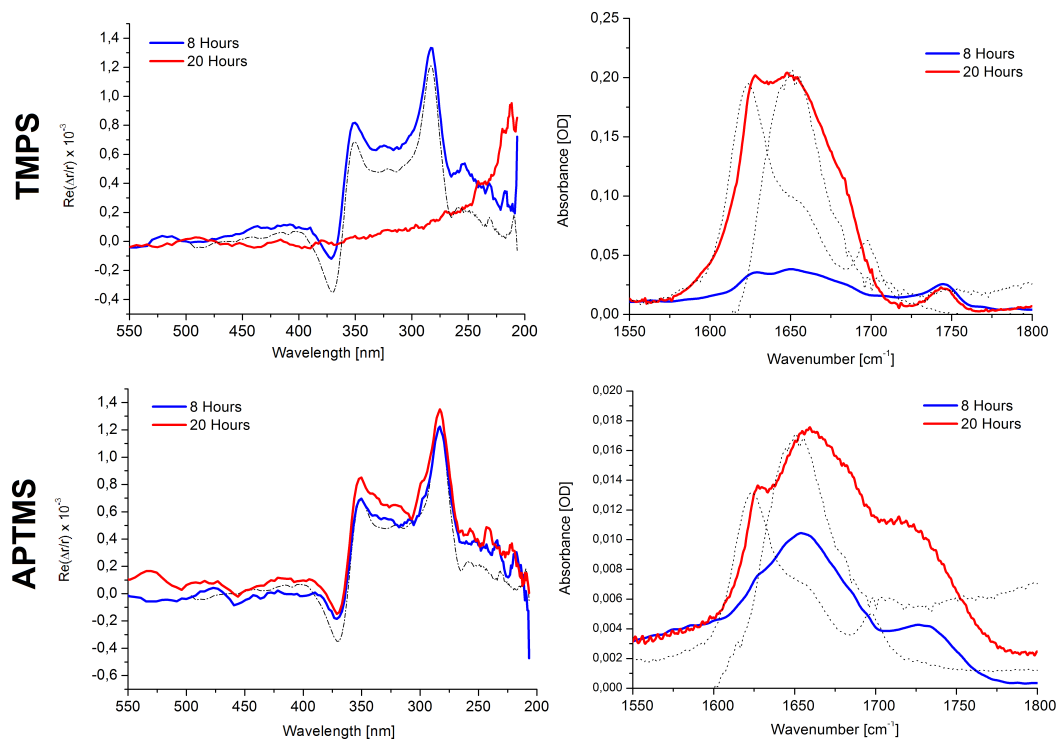 TMPS
Re(Δr/r) x 10⁻³
1,4
1,2
1,0
0,8
0,6
0,4
0,2
0,0
-0,2
-0,4
8 Hours
20 Hours
550 500 450 400 350 300 250 200
Wavelength [nm]
Absorbance [OD]
0,25
0,20
0,15
0,10
0,05
0,00
8 Hours
20 Hours
1550 1600 1650 1700 1750 1800
Wavenumber [cm⁻¹]
APTMS
Re(Δr/r) x 10⁻³
1,4
1,2
1,0
0,8
0,6
0,4
0,2
0,0
-0,2
-0,4
-0,6
8 Hours
20 Hours
550 500 450 400 350 300 250 200
Wavelength [nm]
Absorbance [OD]
0,020
0,018
0,016
0,014
0,012
0,010
0,008
0,006
0,004
0,002
0,000
8 Hours
20 Hours
1550 1600 1650 1700 1750 1800
Wavenumber [cm⁻¹]